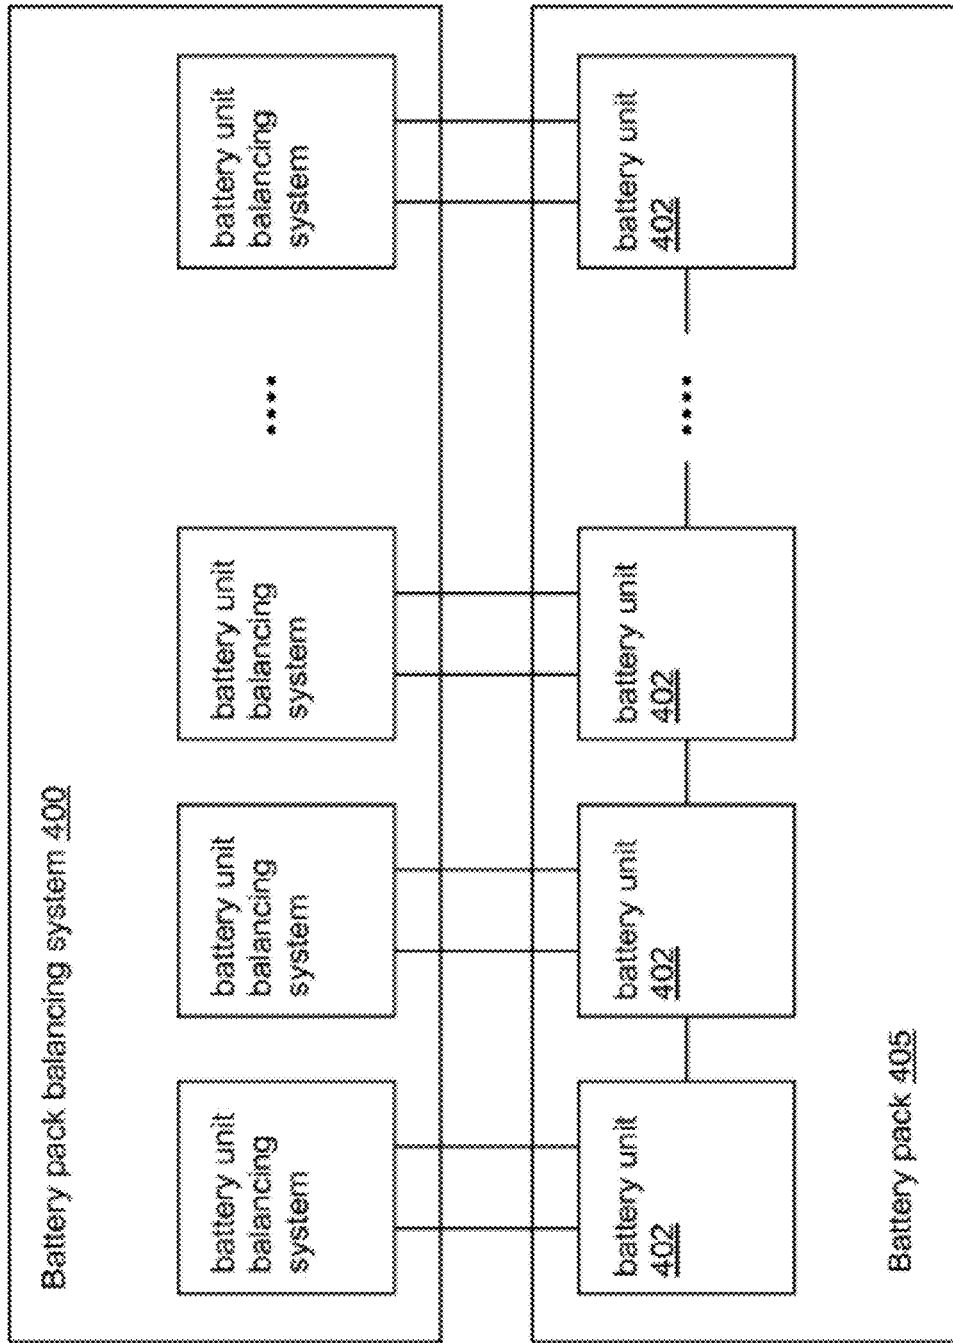 Battery pack balancing system 400
battery unit
balancing
system
battery unit
balancing
system
battery unit
balancing
system
....
battery unit
balancing
system
battery unit
402
battery unit
402
battery unit
402
....
battery unit
402
Battery pack 405